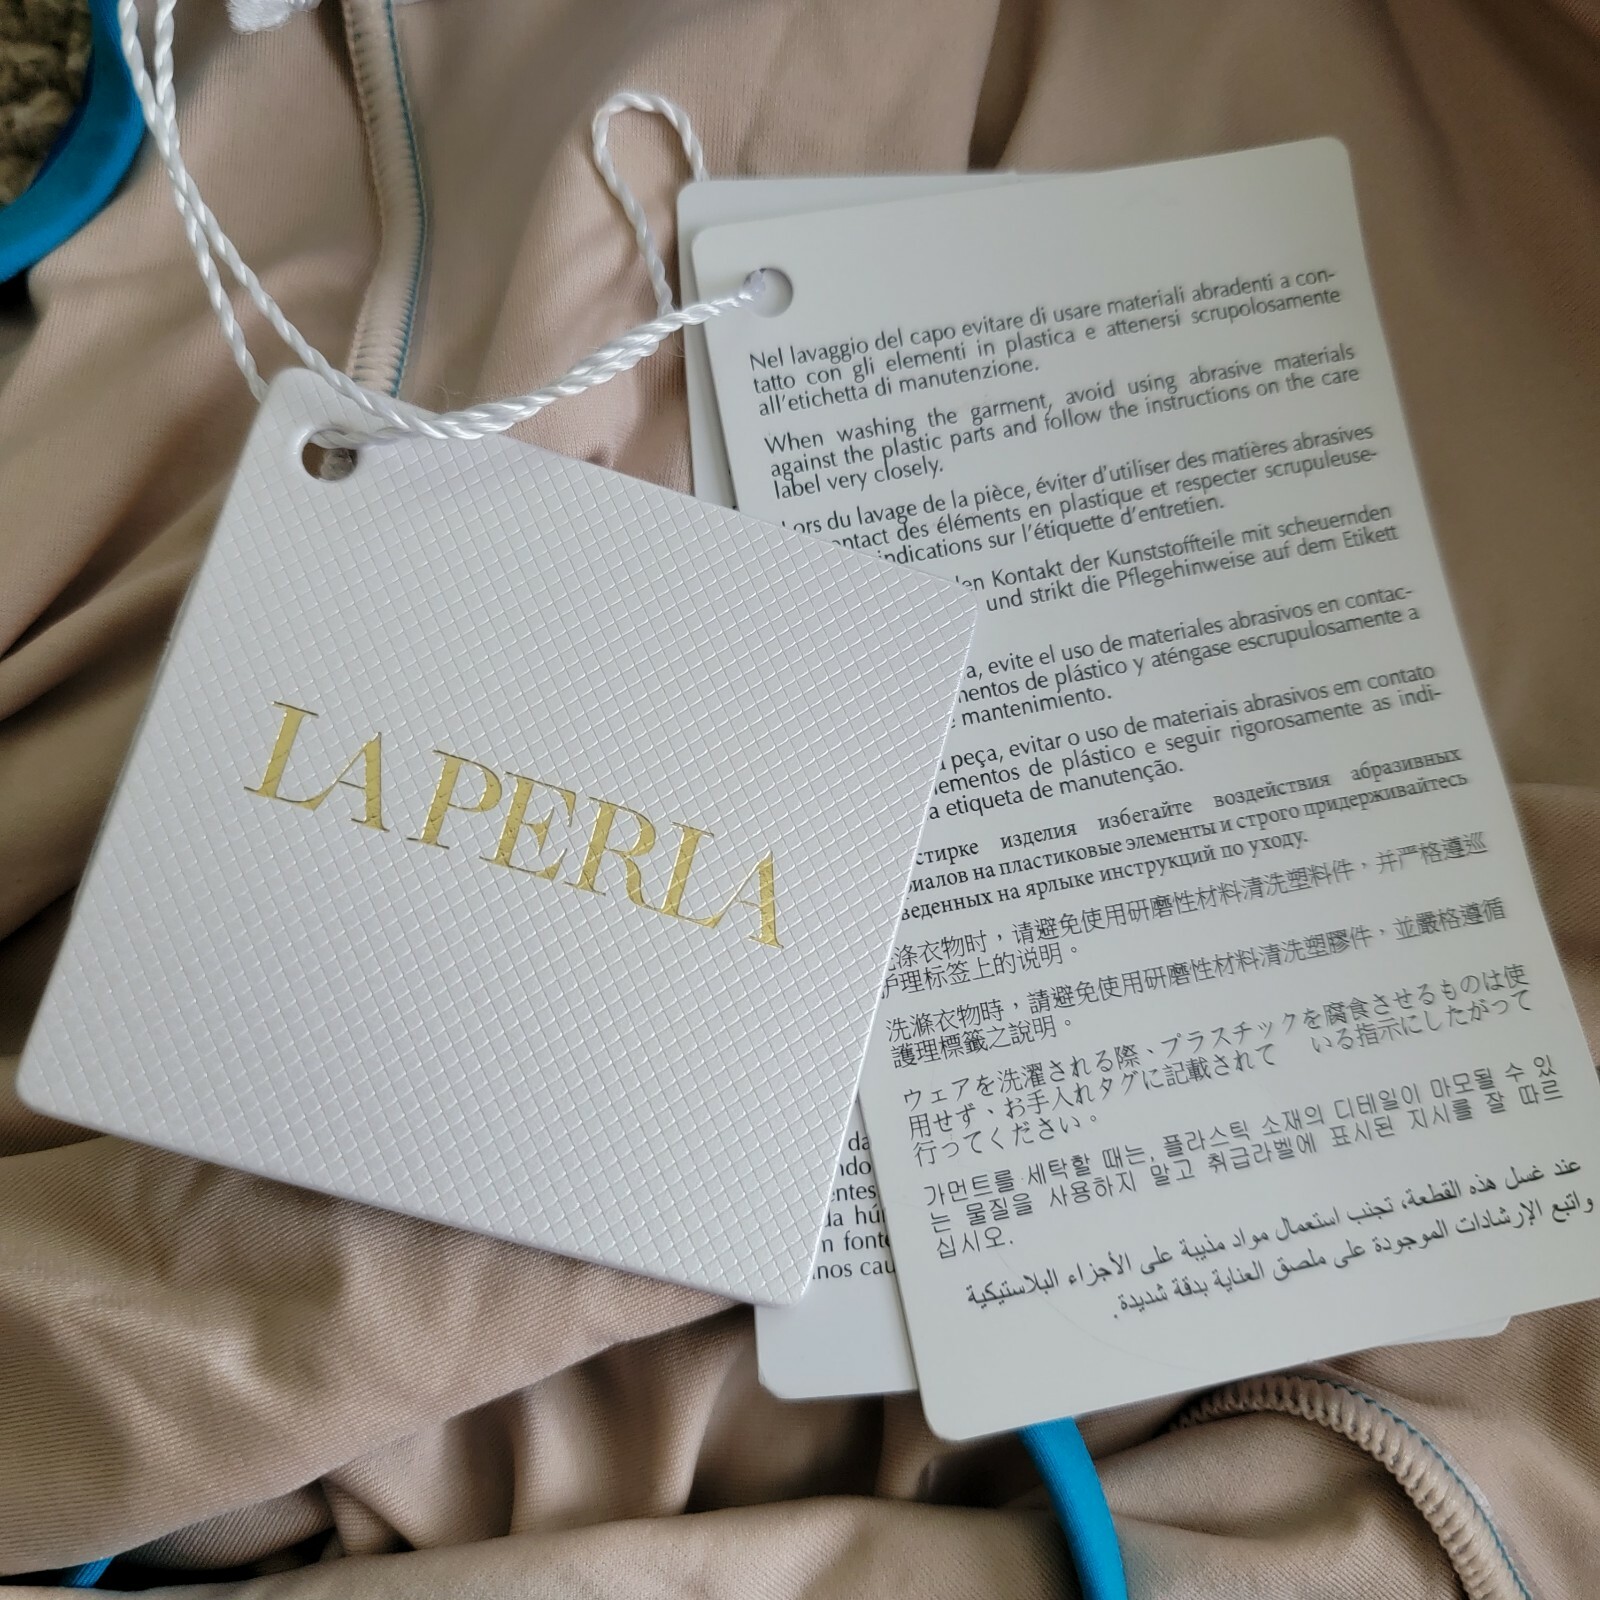 LA PERLA
Nel lavaggio del capo evitare di usare materiali abradenti a con-
tatto con gli elementi in plastica e attenersi scrupolosamente
all'etichetta di manutenzione.
When washing the garment, avoid using abrasive materials
against the plastic parts and follow the instructions on the care
label very closely.
Lors du lavage de la pièce, éviter d'utiliser des matières abrasives
des éléments en plastique et respecter scrupuleuse-
indications sur l'étiquette d'entretien.
Kontakt der Kunststoffteile mit scheuernden
und strikt die Pflegehinweise auf dem Etikett
a, evite el uso de materiales abrasivos en contac-
mentos de plástico y aténgase escrupulosamente a
mantenimiento.
peça, evitar o uso de materiais abrasivos em contato
ementos de plástico e seguir rigorosamente as indi-
a etiqueta de manutenção.
стирке изделия избегайте воздействия абразивных
риалов на пластиковые элементы и строго придерживайтесь
веденных на ярлыке инструкций по уходу.
涤衣物时，请避免使用研磨性材料清洗塑料件，并严格遵巡
护理标签上的说明。
洗滌衣物時，請避免使用研磨性材料清洗塑膠件，並嚴格遵循
護理標籤之說明。
ウェアを洗濯される際、プラスチックを腐食させるものは使
用せず、お手入れタグに記載されて いる指示にしたがって
行ってください。
가먼트를 세탁할 때는, 플라스틱 소재의 디테일이 마모될 수 있
는 물질을 사용하지 말고 취급라벨에 표시된 지시를 잘 따르
십시오.
عند غسل هذه القطعة، تجنب استعمال مواد مذيبة على الأجزاء البلاستيكية
واتبع الإرشادات الموجودة على ملصق العناية بدقة شديدة.
da
ndo
entes
da hú
m fonte
nos cau